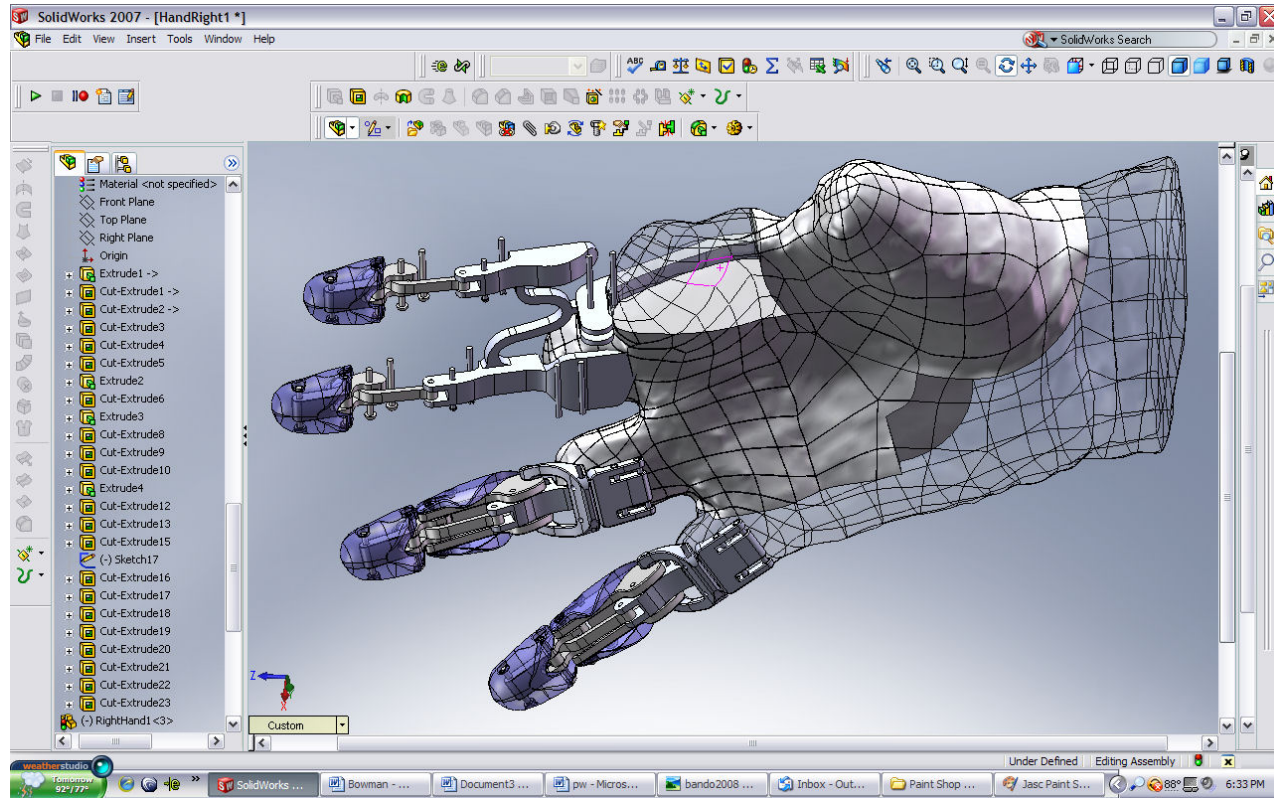 SolidWorks 2007 - [HandRight1 *]
File Edit View Insert Tools Window Help
SolidWorks Search
ABC
Material <not specified>
Front Plane
Top Plane
Right Plane
Origin
Extrude1 ->
Cut-Extrude1 ->
Cut-Extrude2 ->
Cut-Extrude3
Cut-Extrude4
Cut-Extrude5
Extrude2
Cut-Extrude6
Extrude3
Cut-Extrude8
Cut-Extrude9
Cut-Extrude10
Extrude4
Cut-Extrude12
Cut-Extrude13
Cut-Extrude15
(-) Sketch17
Cut-Extrude16
Cut-Extrude17
Cut-Extrude18
Cut-Extrude19
Cut-Extrude20
Cut-Extrude21
Cut-Extrude22
Cut-Extrude23
(-) RightHand1<3>
Z
X
Custom
Under Defined Editing Assembly
weatherstudio
Tomorrow
92°/77°
SolidWorks ...
Bowman - ...
Document3 ...
pw - Micros...
bando2008 ...
Inbox - Out...
Paint Shop ...
Jasc Paint S...
88°
6:33 PM